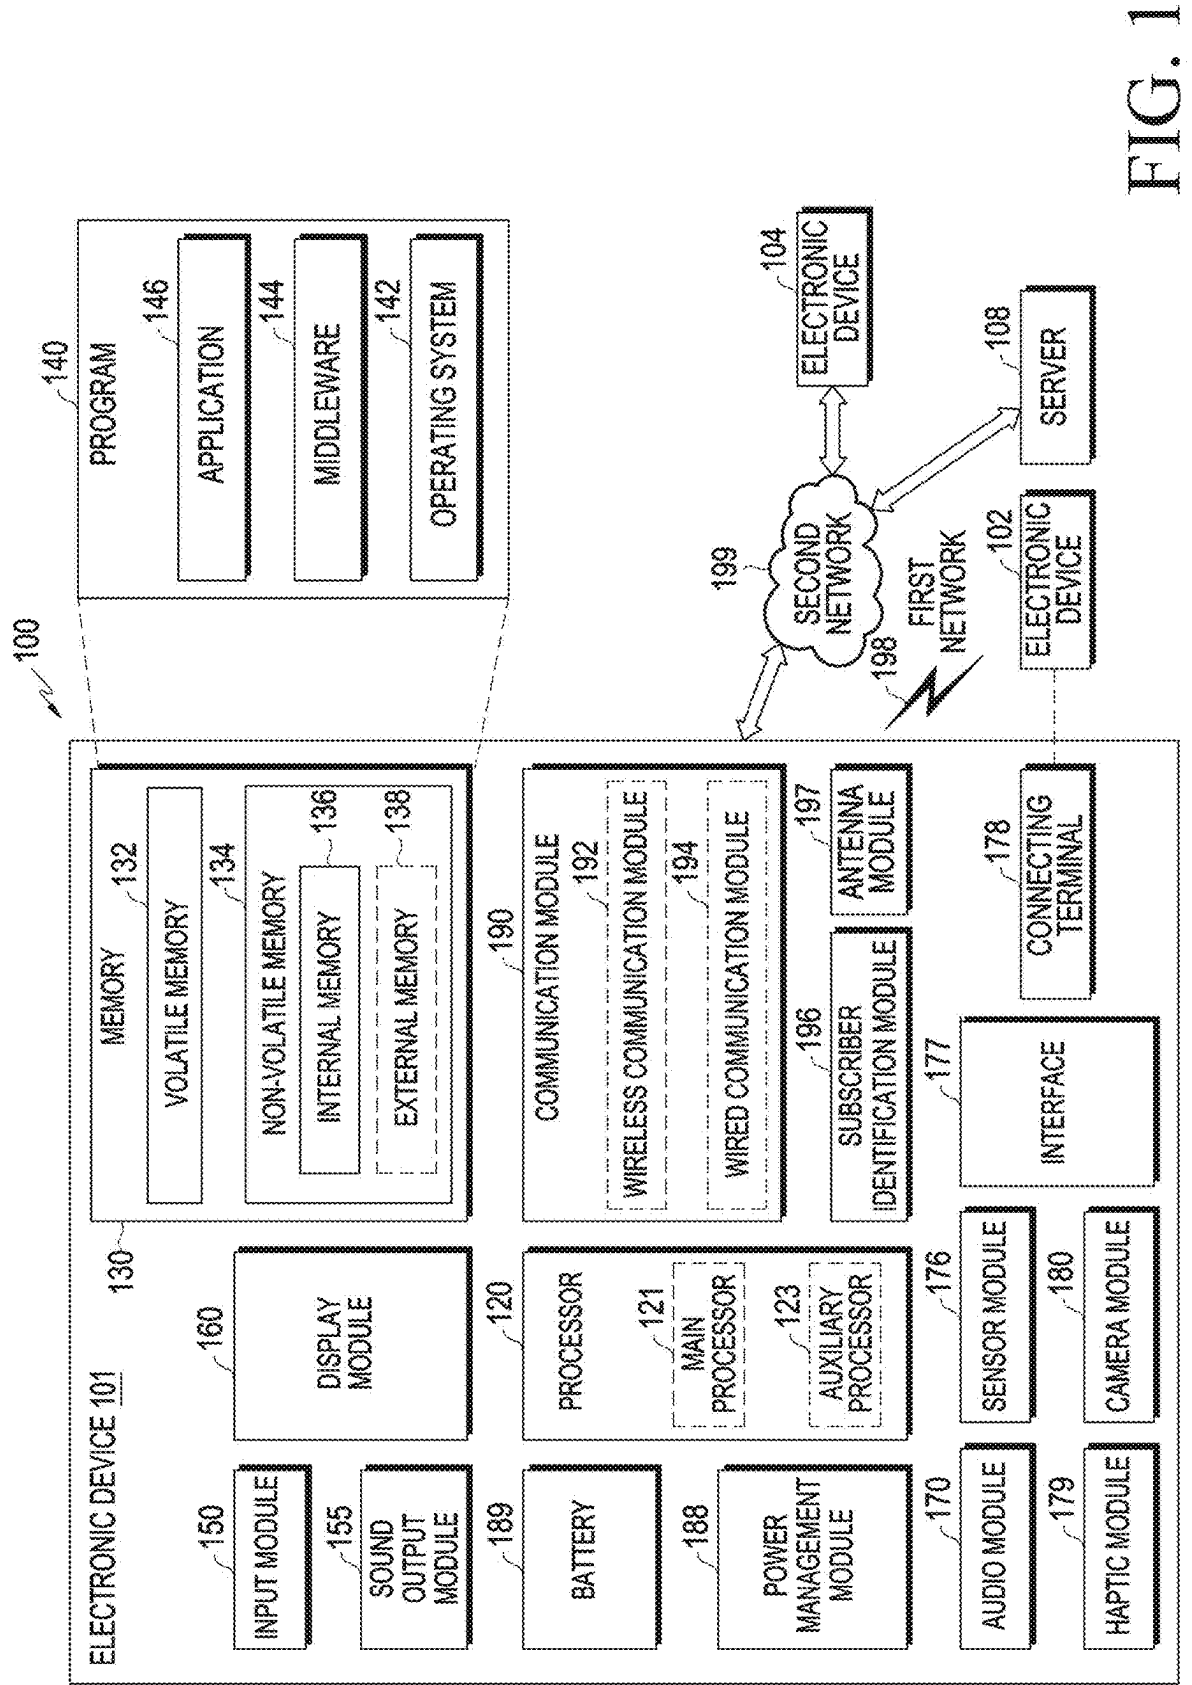 100
ELECTRONIC DEVICE 101
130
MEMORY
132
VOLATILE MEMORY
134
NON-VOLATILE MEMORY
136
INTERNAL MEMORY
138
EXTERNAL MEMORY
140
PROGRAM
146
APPLICATION
144
MIDDLEWARE
142
OPERATING SYSTEM
150
INPUT MODULE
155
SOUND
OUTPUT
MODULE
160
DISPLAY
MODULE
189
BATTERY
188
POWER
MANAGEMENT
MODULE
120
PROCESSOR
121
MAIN
PROCESSOR
123
AUXILIARY
PROCESSOR
190
COMMUNICATION MODULE
192
WIRELESS COMMUNICATION MODULE
194
WIRED COMMUNICATION MODULE
196
SUBSCRIBER
IDENTIFICATION MODULE
197
ANTENNA
MODULE
199
SECOND
NETWORK
104
ELECTRONIC
DEVICE
198
FIRST
NETWORK
108
SERVER
102
ELECTRONIC
DEVICE
170
AUDIO MODULE
176
SENSOR MODULE
177
INTERFACE
178
CONNECTING
TERMINAL
179
HAPTIC MODULE
180
CAMERA MODULE
FIG. 1